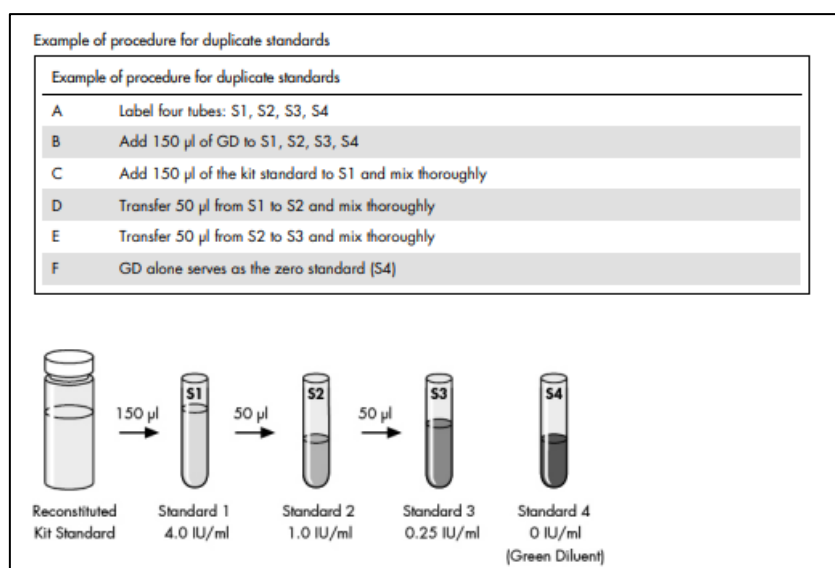 Example of procedure for duplicate standards
Example of procedure for duplicate standards
A Label four tubes: S1, S2, S3, S4
B Add 150 µl of GD to S1, S2, S3, S4
C Add 150 µl of the kit standard to S1 and mix thoroughly
D Transfer 50 µl from S1 to S2 and mix thoroughly
E Transfer 50 µl from S2 to S3 and mix thoroughly
F GD alone serves as the zero standard (S4)
S1 S2 S3 S4
150 µl 50 µl 50 µl
Reconstituted Standard 1 Standard 2 Standard 3 Standard 4
Kit Standard 4.0 IU/ml 1.0 IU/ml 0.25 IU/ml 0 IU/ml
(Green Diluent)